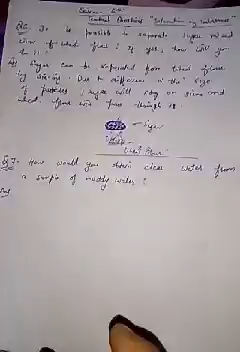 Science
Textual Questions "Separation of Substances"
Q6. Is it possible to separate sugar mixed
with wheat flour? If yes, how will you
do it?
Ans Sugar can be separated from wheat flour
by sieving. Due to difference in the size
of particles, sugar will stay on sieve and
wheat flour will pass through it.
Sugar
Wheat flour
Q7. How would you obtain clear water from
a sample of muddy water?
Ans